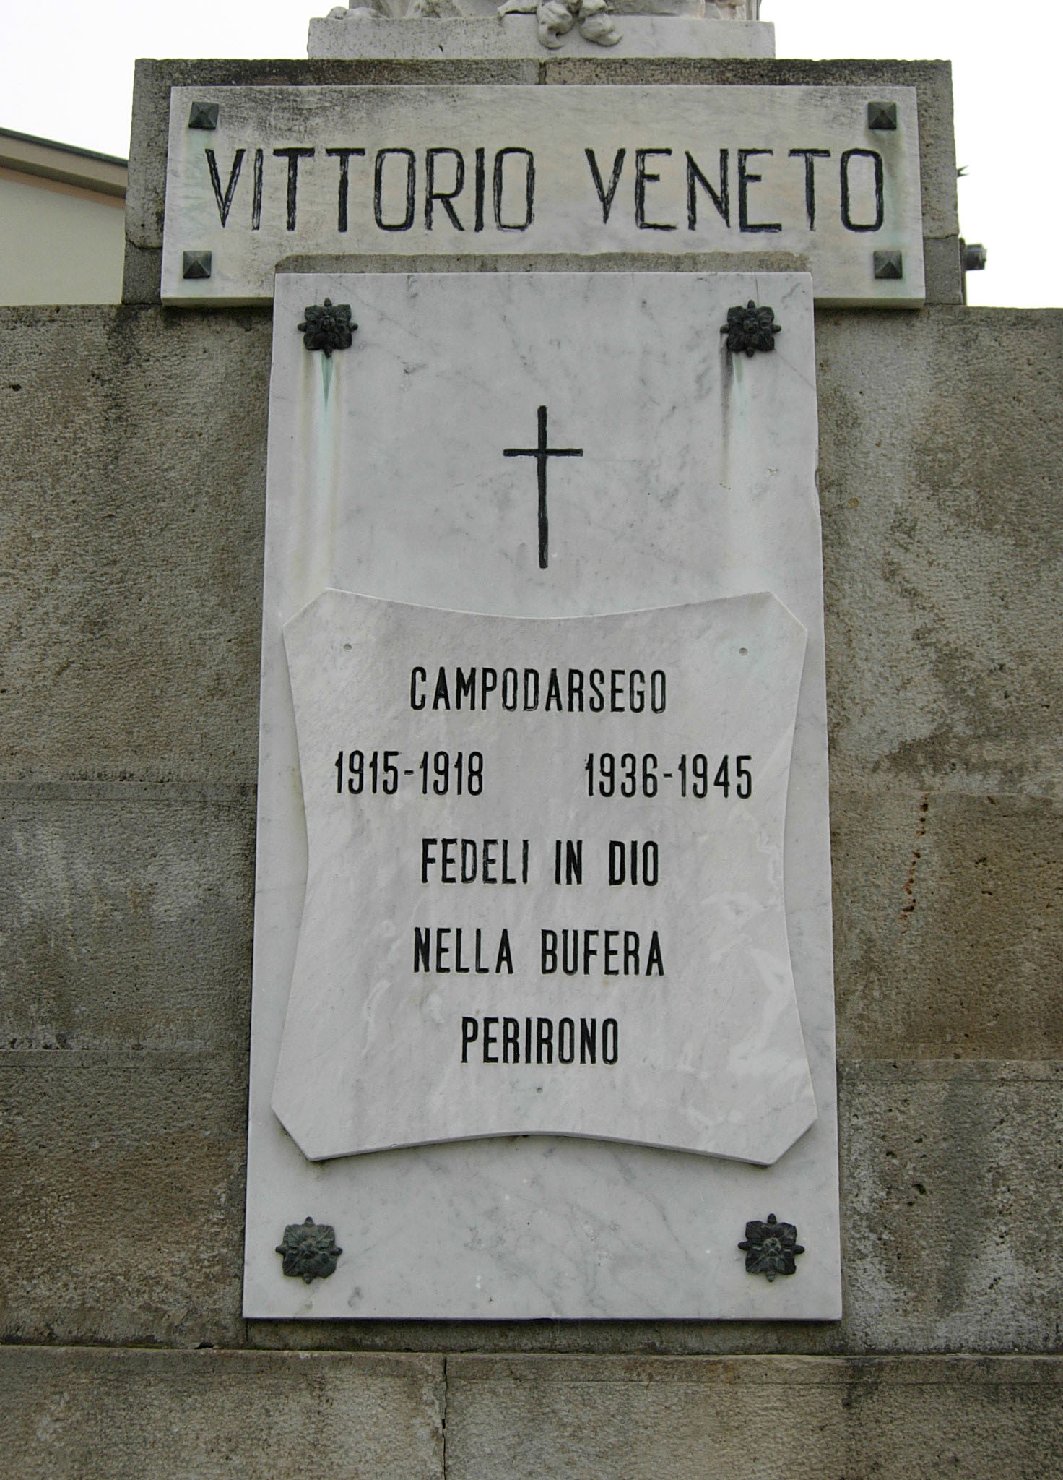 VITTORIO VENETO
CAMPODARSEGO
1915-1918 1936-1945
FEDELI IN DIO
NELLA BUFERA
PERIRONO